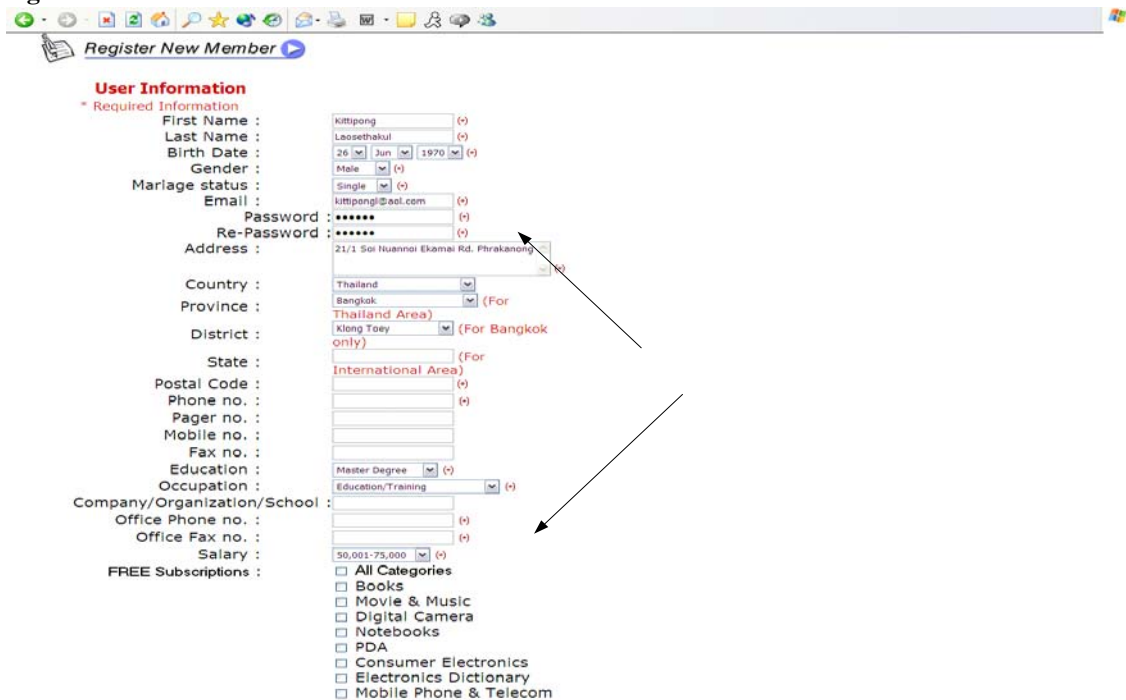 Register New Member
User Information
* Required Information
First Name : Kittipong (*)
Last Name : Laosethakul (*)
Birth Date : 26 Jun 1970 (*)
Gender : Male (*)
Mariage status : Single (*)
Email : kittipongl@aol.com (*)
Password : •••••• (*)
Re-Password : •••••• (*)
Address : 21/1 Soi Nuannoi Ekamai Rd. Phrakanong (*)
Country : Thailand
Province : Bangkok (For
Thailand Area)
District : Klong Toey (For Bangkok
only)
State : (For
International Area)
Postal Code : (*)
Phone no. : (*)
Pager no. :
Mobile no. :
Fax no. :
Education : Master Degree (*)
Occupation : Education/Training (*)
Company/Organization/School :
Office Phone no. : (*)
Office Fax no. : (*)
Salary : 50,001-75,000 (*)
FREE Subscriptions : All Categories
Books
Movie & Music
Digital Camera
Notebooks
PDA
Consumer Electronics
Electronics Dictionary
Mobile Phone & Telecom